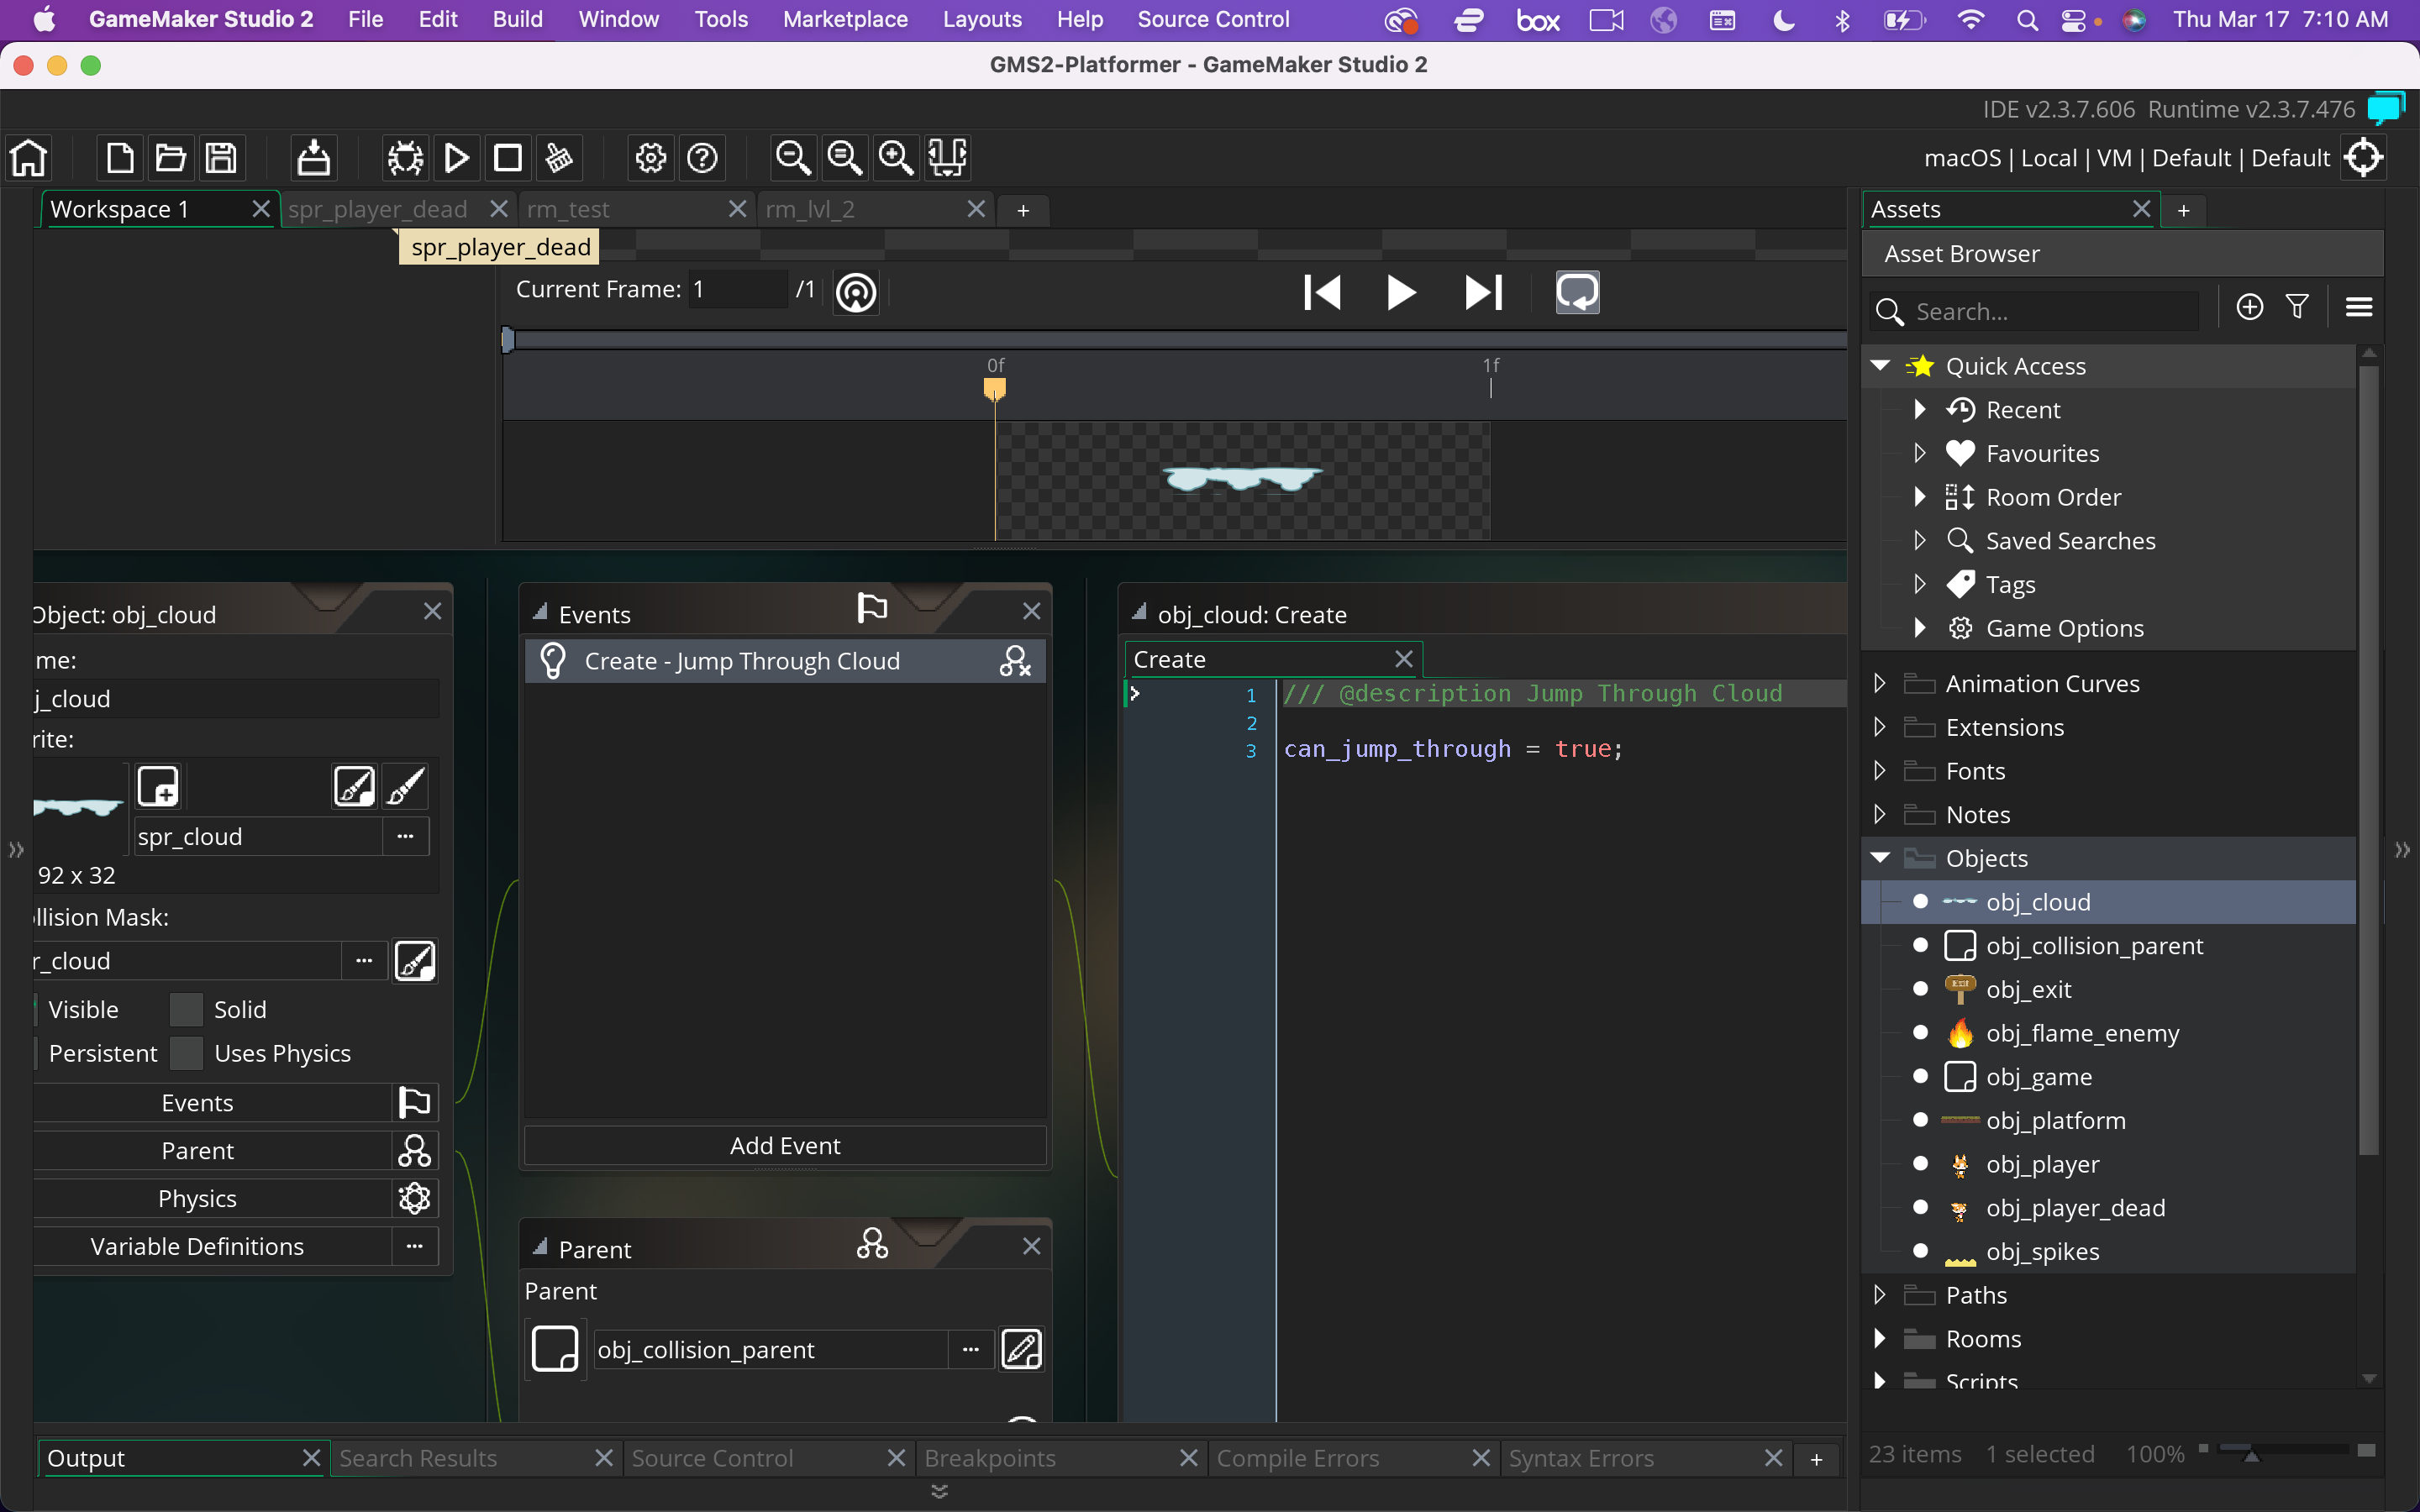 GameMaker Studio 2 File Edit Build Window Tools Marketplace Layouts Help Source Control box Thu Mar 17 7:10 AM
GMS2-Platformer - GameMaker Studio 2
IDE v2.3.7.606 Runtime v2.3.7.476
macOS | Local | VM | Default | Default
Workspace 1 spr_player_dead rm_test rm_lvl_2 +
spr_player_dead
Current Frame: 1 /1
0f 1f
Object: obj_cloud
me:
j_cloud
rite:
spr_cloud ...
92 x 32
llision Mask:
r_cloud ...
Visible Solid
Persistent Uses Physics
Events
Parent
Physics
Variable Definitions ...
Events
Create - Jump Through Cloud
Add Event
Parent
Parent
obj_collision_parent ...
obj_cloud: Create
Create
1 /// @description Jump Through Cloud
2
3 can_jump_through = true;
Assets +
Asset Browser
Search...
Quick Access
Recent
Favourites
Room Order
Saved Searches
Tags
Game Options
Animation Curves
Extensions
Fonts
Notes
Objects
obj_cloud
obj_collision_parent
EXIT obj_exit
obj_flame_enemy
obj_game
obj_platform
obj_player
obj_player_dead
obj_spikes
Paths
Rooms
Scripts
23 items 1 selected 100%
Output Search Results Source Control Breakpoints Compile Errors Syntax Errors +